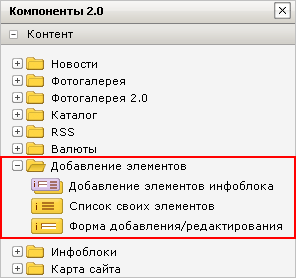 Компоненты 2.0
Контент
Новости
Фотогалерея
Фотогалерея 2.0
Каталог
RSS
Валюты
Добавление элементов
Добавление элементов инфоблока
Список своих элементов
Форма добавления/редактирования
Инфоблоки
Карта сайта